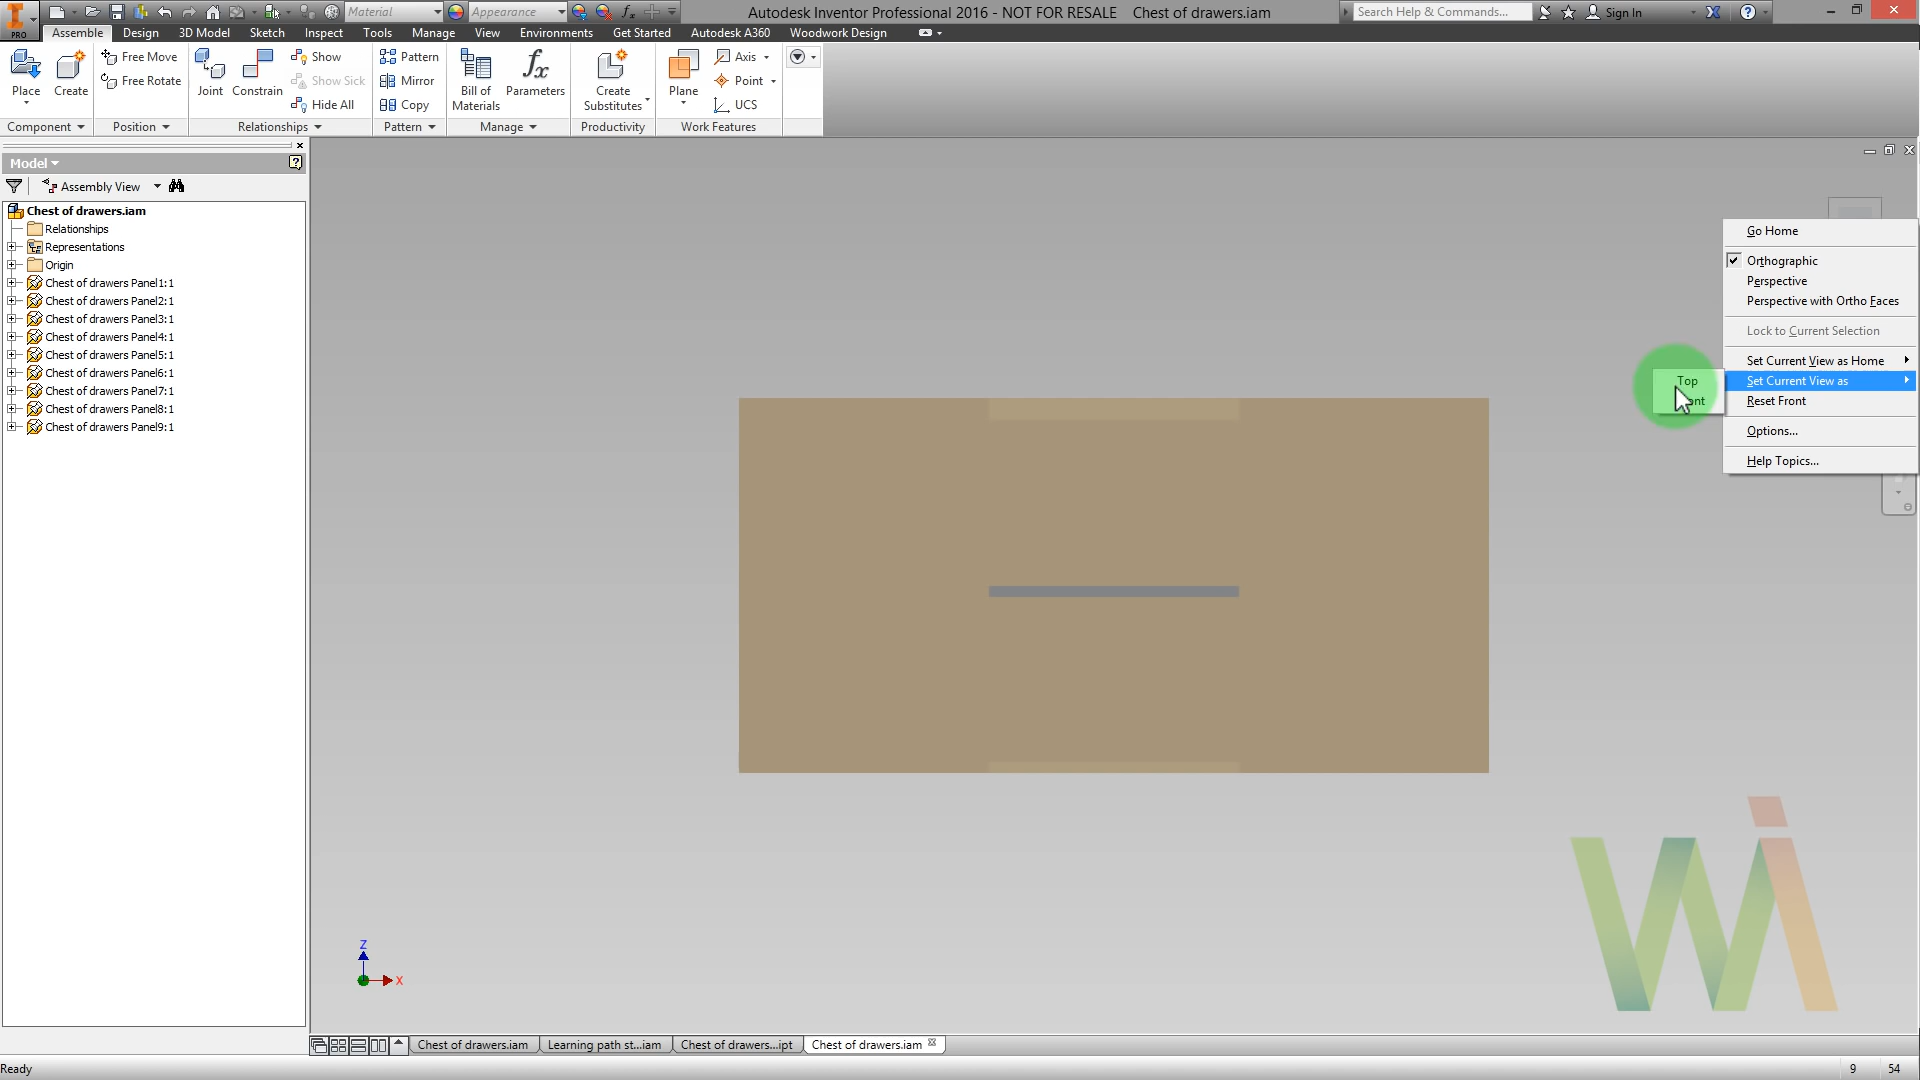 Material
Appearance
Autodesk Inventor Professional 2016 - NOT FOR RESALE Chest of drawers.iam
Search Help & Commands...
Sign In
PRO
Assemble Design 3D Model Sketch Inspect Tools Manage View Environments Get Started Autodesk A360 Woodwork Design
Place
Create
Free Move
Free Rotate
Joint
Constrain
Show
Show Sick
Hide All
Pattern
Mirror
Copy
Bill of
Materials
Parameters
Create
Substitutes
Plane
Axis
Point
UCS
Component Position Relationships Pattern Manage Productivity Work Features
Model
Assembly View
Chest of drawers.iam
Relationships
Representations
Origin
Chest of drawers Panel1:1
Chest of drawers Panel2:1
Chest of drawers Panel3:1
Chest of drawers Panel4:1
Chest of drawers Panel5:1
Chest of drawers Panel6:1
Chest of drawers Panel7:1
Chest of drawers Panel8:1
Chest of drawers Panel9:1
Go Home
Orthographic
Perspective
Perspective with Ortho Faces
Lock to Current Selection
Set Current View as Home
Set Current View as
Reset Front
Options...
Help Topics...
Top
Z
X
Chest of drawers.iam
Learning path st...iam
Chest of drawers...ipt
Chest of drawers.iam
Ready
9 54